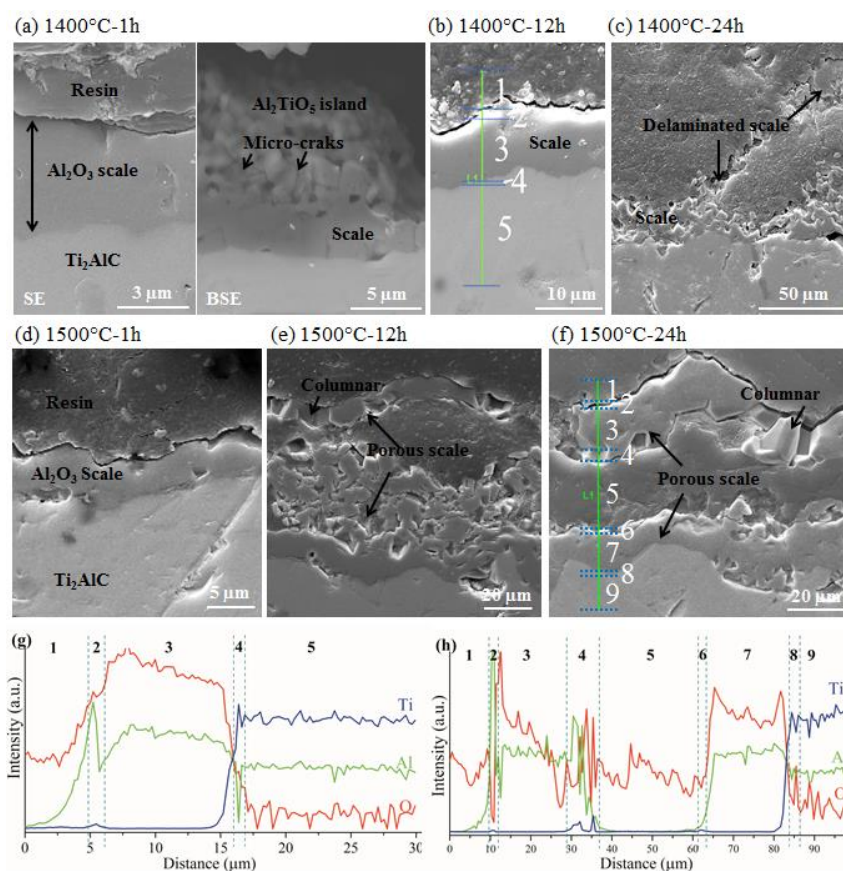 (a) 1400°C-1h
(b) 1400°C-12h
(c) 1400°C-24h
Resin
Al₂O₃ scale
Ti₂AlC
SE
3 μm
Al₂TiO₅ island
Micro-craks
Scale
BSE
5 μm
1
2
3
Scale
L1
4
5
10 μm
Delaminated scale
Scale
50 μm
(d) 1500°C-1h
(e) 1500°C-12h
(f) 1500°C-24h
Resin
Al₂O₃ Scale
Ti₂AlC
5 μm
Columnar
Porous scale
20 μm
1
2
3
Columnar
4
Porous scale
L1
5
6
7
8
9
20 μm
(g)
1 2 3 4 5
Ti
Al
O
Intensity (a.u.)
0 5 10 15 20 25 30
Distance (μm)
(h)
1 2 3 4 5 6 7 8 9
Ti
A
O
Intensity (a.u.)
0 10 20 30 40 50 60 70 80 90
Distance (μm)